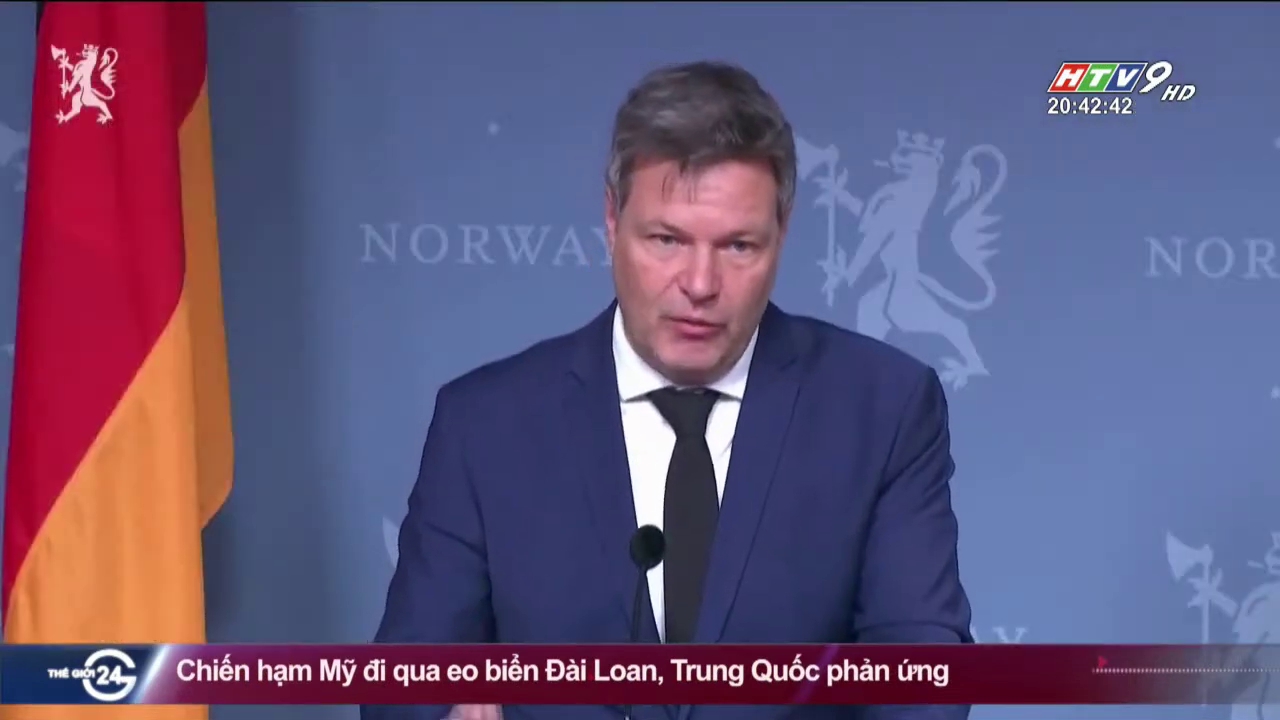 HTV9 HD
20:42:42
NORWAY
NOR
THẾ GIỚI 24G
Chiến hạm Mỹ đi qua eo biển Đài Loan, Trung Quốc phản ứng